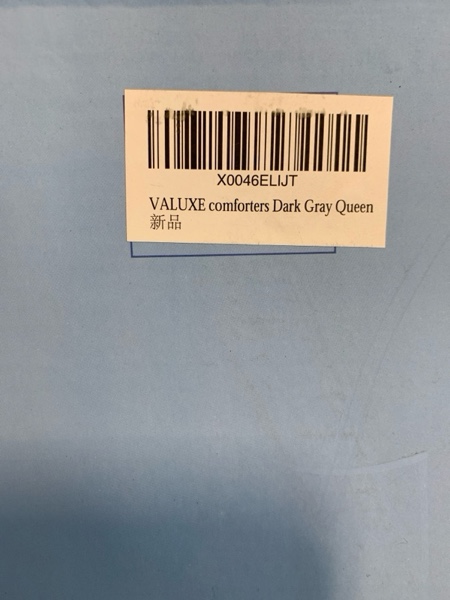 X0046ELIJT
VALUXE comforters Dark Gray Queen
新品